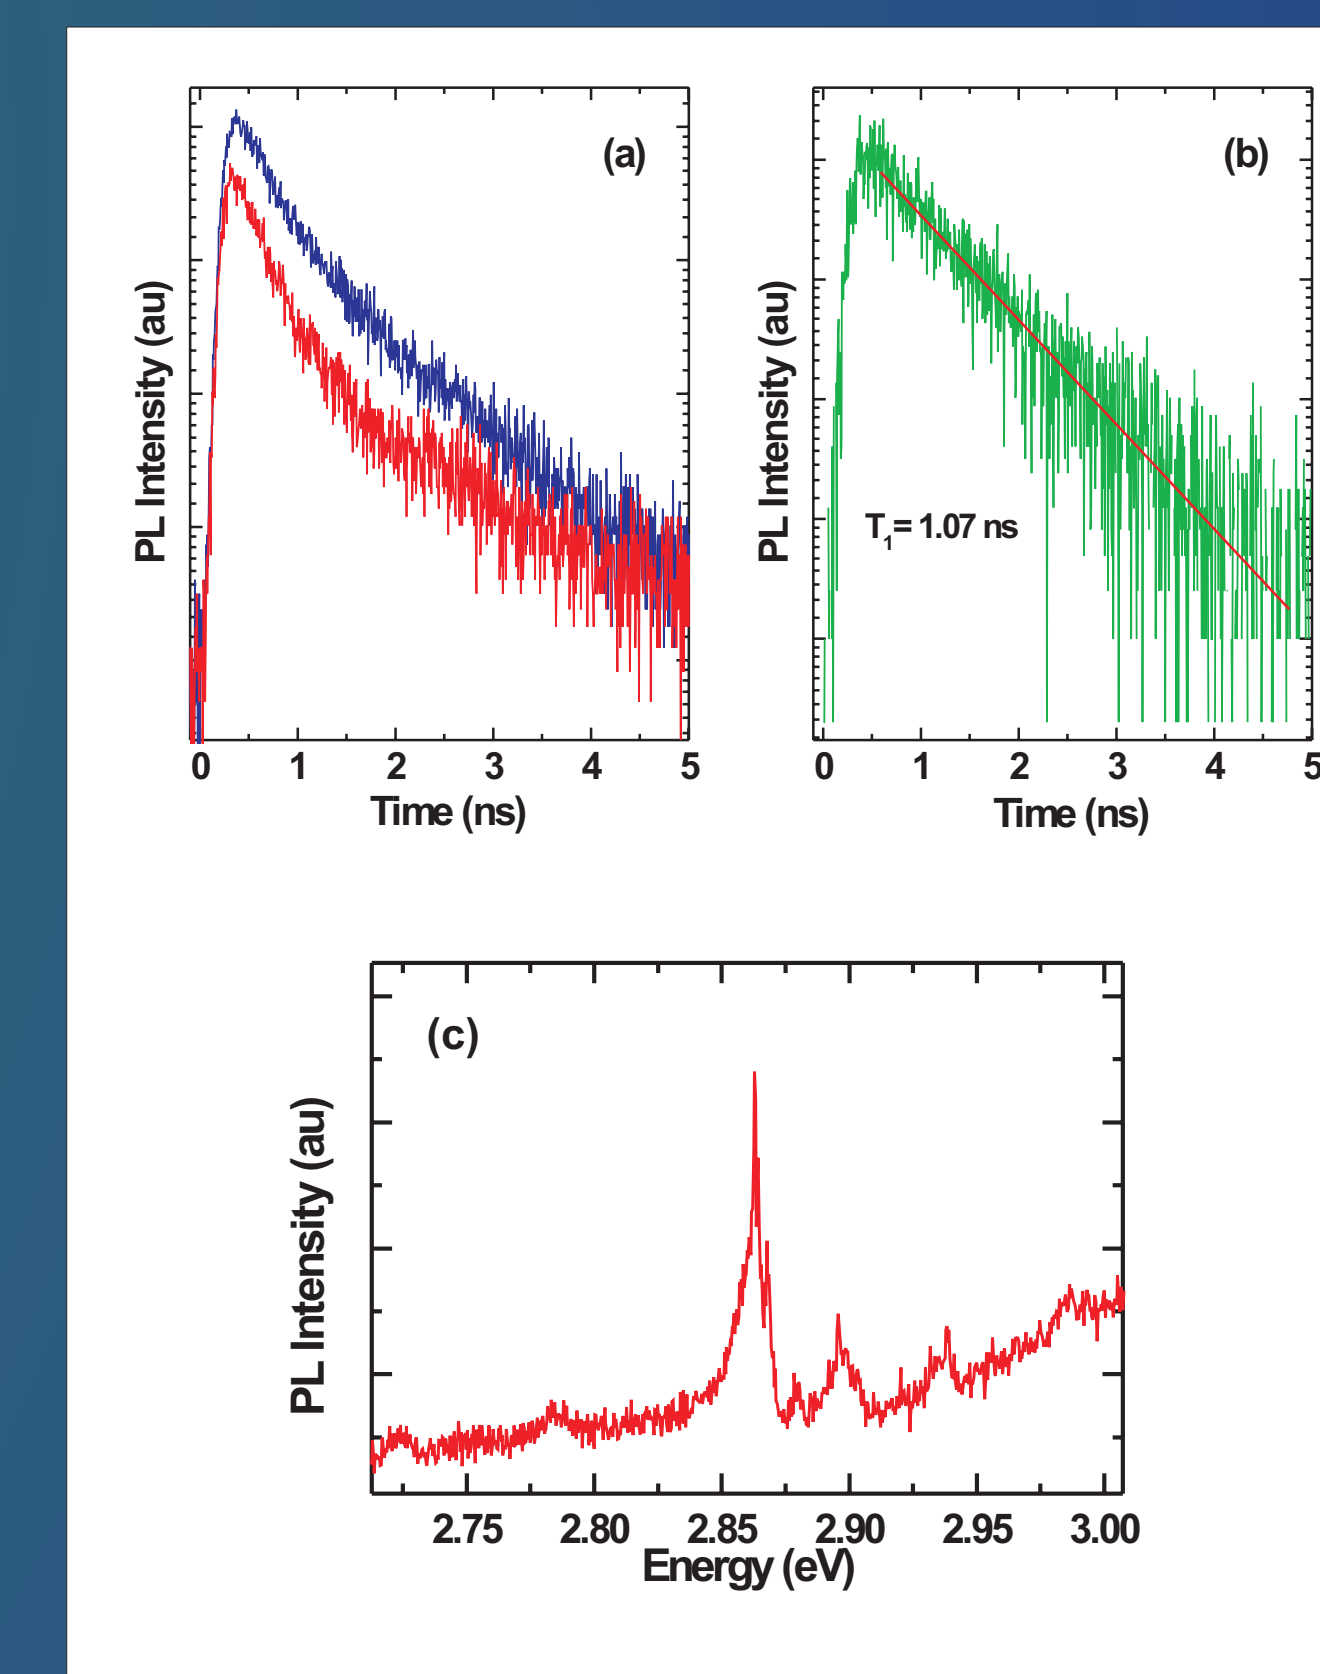 (a)
PL Intensity (au)
0 1 2 3 4 5
Time (ns)
(b)
PL Intensity (au)
T1 = 1.07 ns
0 1 2 3 4 5
Time (ns)
(c)
PL Intensity (au)
2.75 2.80 2.85 2.90 2.95 3.00
Energy (eV)